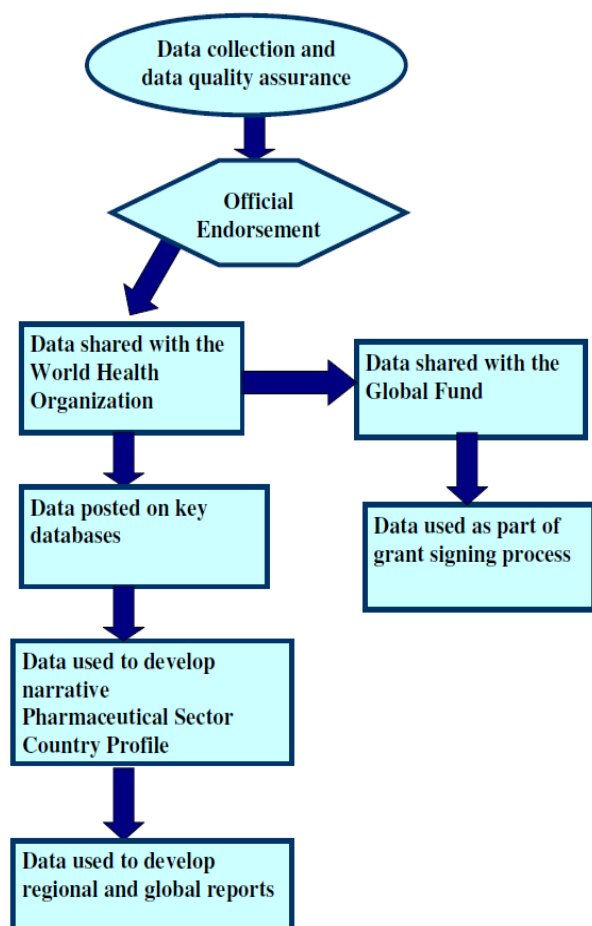 Data collection and
data quality assurance
Official
Endorsement
Data shared with the
World Health
Organization
Data shared with the
Global Fund
Data posted on key
databases
Data used as part of
grant signing process
Data used to develop
narrative
Pharmaceutical Sector
Country Profile
Data used to develop
regional and global reports